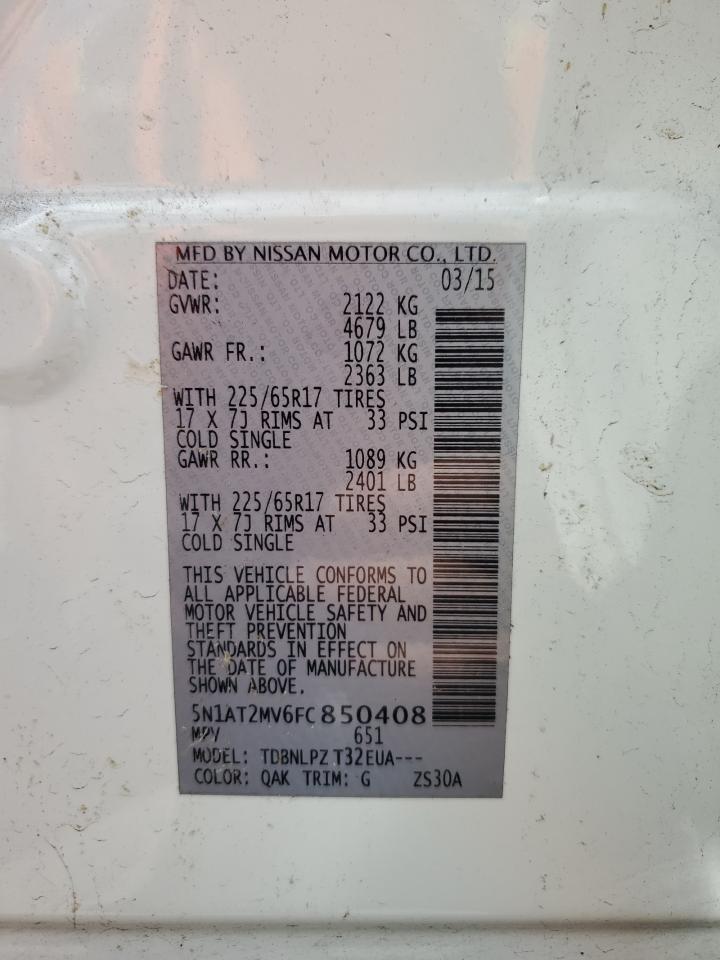 MFD BY NISSAN MOTOR CO., LTD.
DATE: 03/15
GVWR: 2122 KG
4679 LB
GAWR FR.: 1072 KG
2363 LB
WITH 225/65R17 TIRES
17 X 7J RIMS AT 33 PSI
COLD SINGLE
GAWR RR.: 1089 KG
2401 LB
WITH 225/65R17 TIRES
17 X 7J RIMS AT 33 PSI
COLD SINGLE
THIS VEHICLE CONFORMS TO
ALL APPLICABLE FEDERAL
MOTOR VEHICLE SAFETY AND
THEFT PREVENTION
STANDARDS IN EFFECT ON
THE DATE OF MANUFACTURE
SHOWN ABOVE.
5N1AT2MV6FC850408
MPV 651
MODEL: TDBNLPZ T32EUA---
COLOR: QAK TRIM: G ZS30A